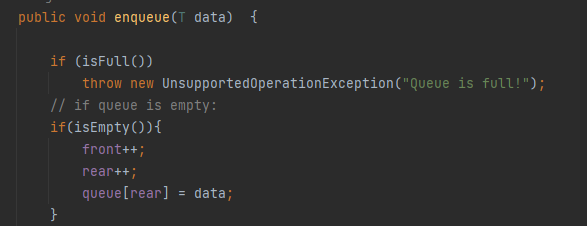 public void enqueue(T data)  {
if (isFull())
throw new UnsupportedOperationException("Queue is full!");
// if queue is empty:
if(isEmpty()){
front++;
rear++;
queue[rear] = data;
}